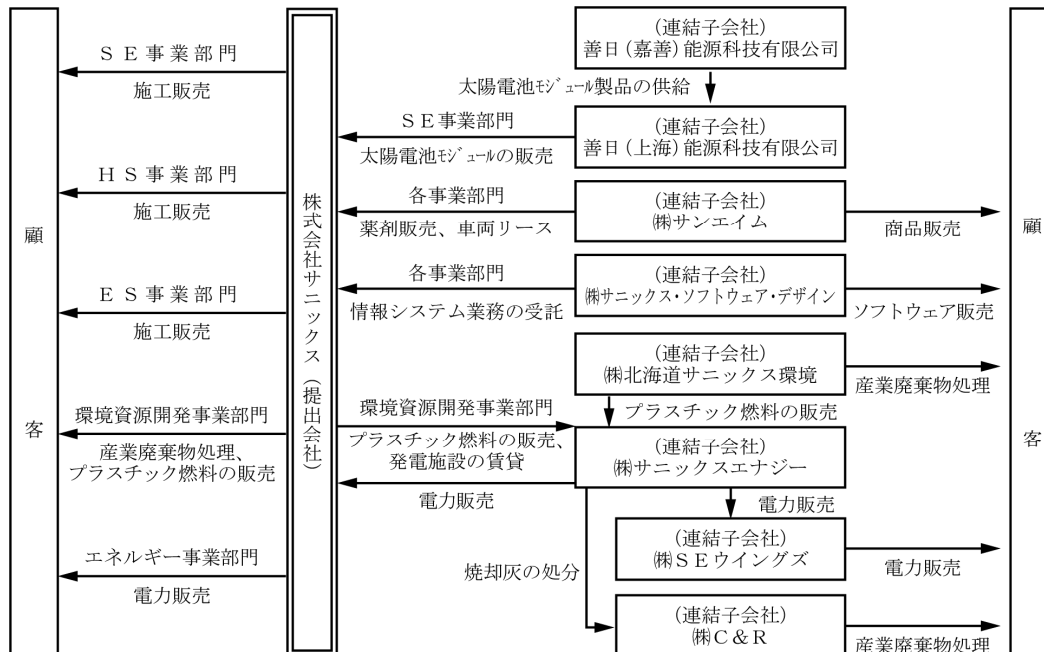 顧
客
ＳＥ事業部門
施工販売
ＨＳ事業部門
施工販売
ＥＳ事業部門
施工販売
環境資源開発事業部門
産業廃棄物処理、
プラスチック燃料の販売
エネルギー事業部門
電力販売
株式会社サニックス（提出会社）
（連結子会社）
善日（嘉善）能源科技有限公司
太陽電池ﾓｼﾞｭｰﾙ製品の供給
ＳＥ事業部門
太陽電池ﾓｼﾞｭｰﾙの販売
（連結子会社）
善日（上海）能源科技有限公司
各事業部門
薬剤販売、車両リース
（連結子会社）
㈱サンエイム
商品販売
各事業部門
情報システム業務の受託
（連結子会社）
㈱サニックス・ソフトウェア・デザイン
ソフトウェア販売
（連結子会社）
㈱北海道サニックス環境
産業廃棄物処理
プラスチック燃料の販売
環境資源開発事業部門
プラスチック燃料の販売、
発電施設の賃貸
電力販売
（連結子会社）
㈱サニックスエナジー
電力販売
（連結子会社）
㈱ＳＥウイングズ
電力販売
焼却灰の処分
（連結子会社）
㈱Ｃ＆Ｒ
産業廃棄物処理
顧
客